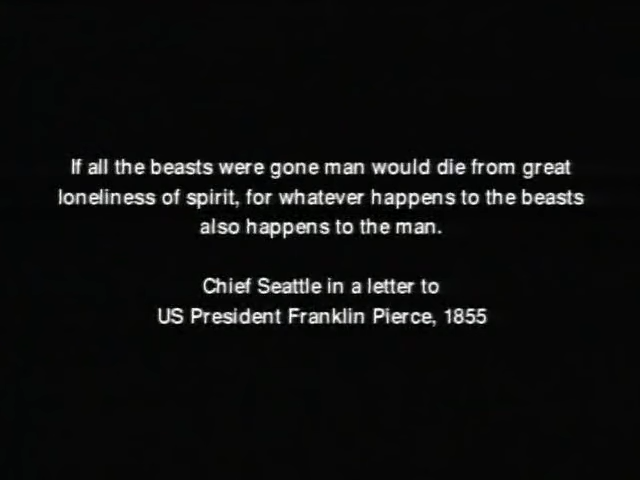 If all the beasts were gone man would die from great
loneliness of spirit, for whatever happens to the beasts
also happens to the man.
Chief Seattle in a letter to
US President Franklin Pierce, 1855